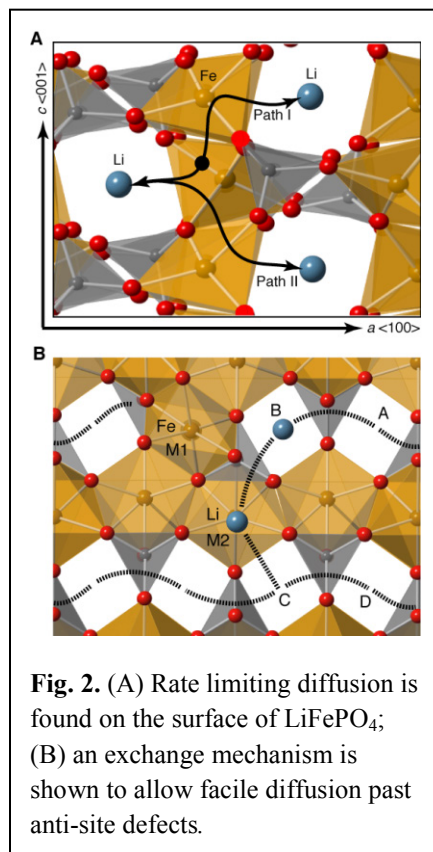 A
c <001>
Fe
Li
Path I
Li
Path II
a <100>
B
B
A
Fe
M1
Li
M2
C
D
Fig. 2. (A) Rate limiting diffusion is
found on the surface of LiFePO₄;
(B) an exchange mechanism is
shown to allow facile diffusion past
anti-site defects.